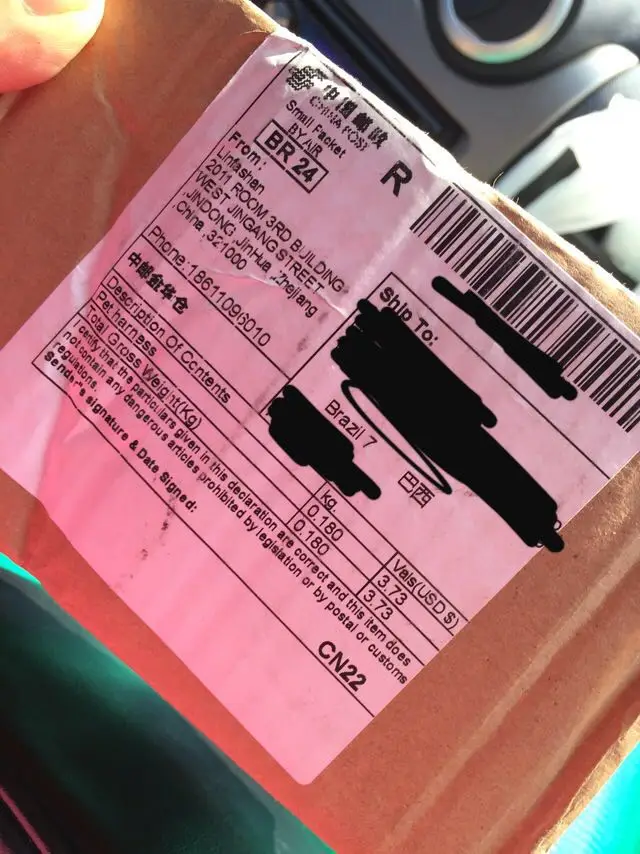 中国邮政
CHINA POST
Small Packet
BY AIR
BR 24
R
From:
Linfashan
2011 ROOM 3RD BUILDING
WEST JINGANG STREET
JINDONG JinHua Zhejiang
China ,321000
Phone:18611096010
中邮金华仓
Ship To:
Brazil 7
巴西
Description Of Contents
kg
Vals(USD $)
Pet harness
0.180
3.73
Total Gross Weight(Kg)
0.180
3.73
certify that the particulars given in this declaration are correct and this item does
not contain any dangerous articles prohibited by legislation or by postal or customs
regulations.
Sender's signature & Date Signed:
CN22